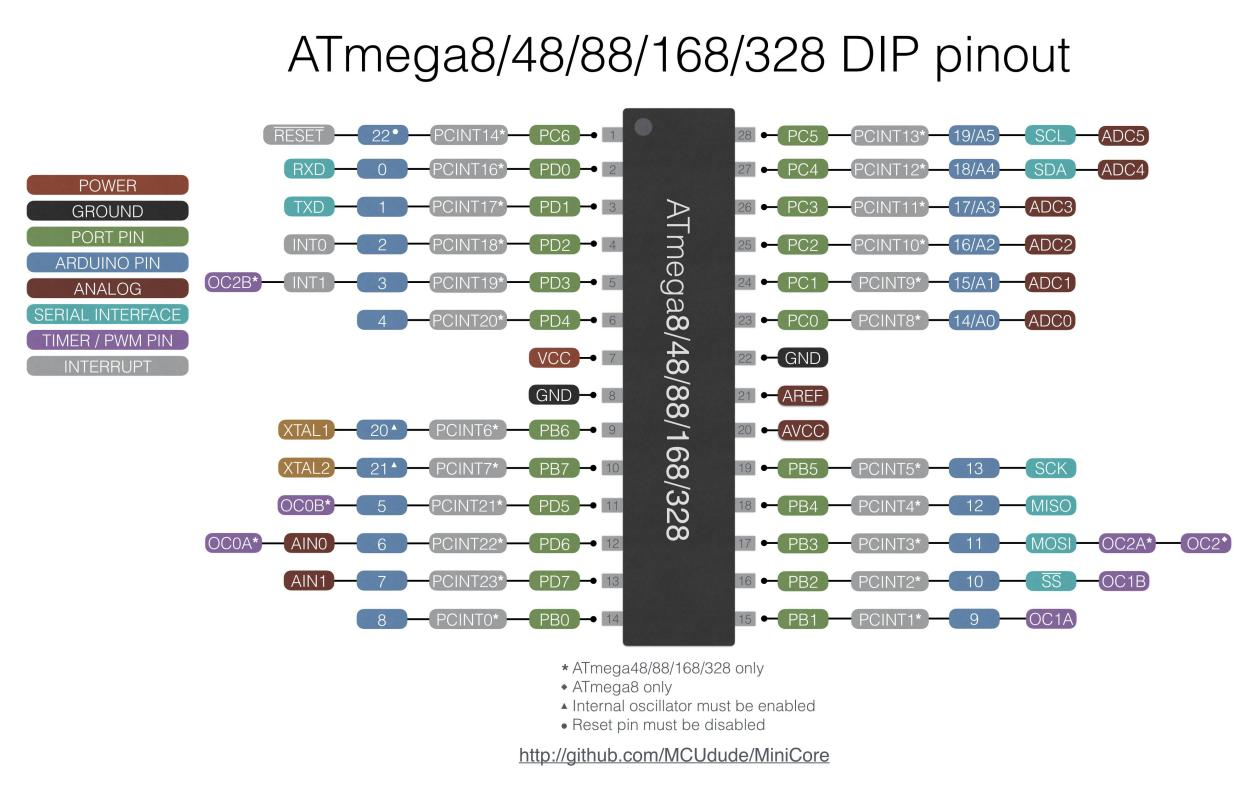 ATmega8/48/88/168/328 DIP pinout
RESET 22● PCINT14* PC6 1 28 PC5 PCINT13* 19/A5 SCL ADC5
RXD 0 PCINT16* PD0 2 27 PC4 PCINT12* 18/A4 SDA ADC4
POWER
TXD 1 PCINT17* PD1 3 26 PC3 PCINT11* 17/A3 ADC3
GROUND
PORT PIN
INT0 2 PCINT18* PD2 4 25 PC2 PCINT10* 16/A2 ADC2
ARDUINO PIN
OC2B* INT1 3 PCINT19* PD3 5 24 PC1 PCINT9* 15/A1 ADC1
ANALOG
SERIAL INTERFACE
4 PCINT20* PD4 6 23 PC0 PCINT8* 14/A0 ADC0
TIMER / PWM PIN
VCC 7 22 GND
INTERRUPT
GND 8 21 AREF
XTAL1 20▲ PCINT6* PB6 9 20 AVCC
XTAL2 21▲ PCINT7* PB7 10 19 PB5 PCINT5* 13 SCK
OC0B* 5 PCINT21* PD5 11 18 PB4 PCINT4* 12 MISO
OC0A* AIN0 6 PCINT22* PD6 12 17 PB3 PCINT3* 11 MOSI OC2A* OC2◆
AIN1 7 PCINT23* PD7 13 16 PB2 PCINT2* 10 SS OC1B
8 PCINT0* PB0 14 15 PB1 PCINT1* 9 OC1A
ATmega8/48/88/168/328
* ATmega48/88/168/328 only
◆ ATmega8 only
▲ Internal oscillator must be enabled
● Reset pin must be disabled
http://github.com/MCUdude/MiniCore